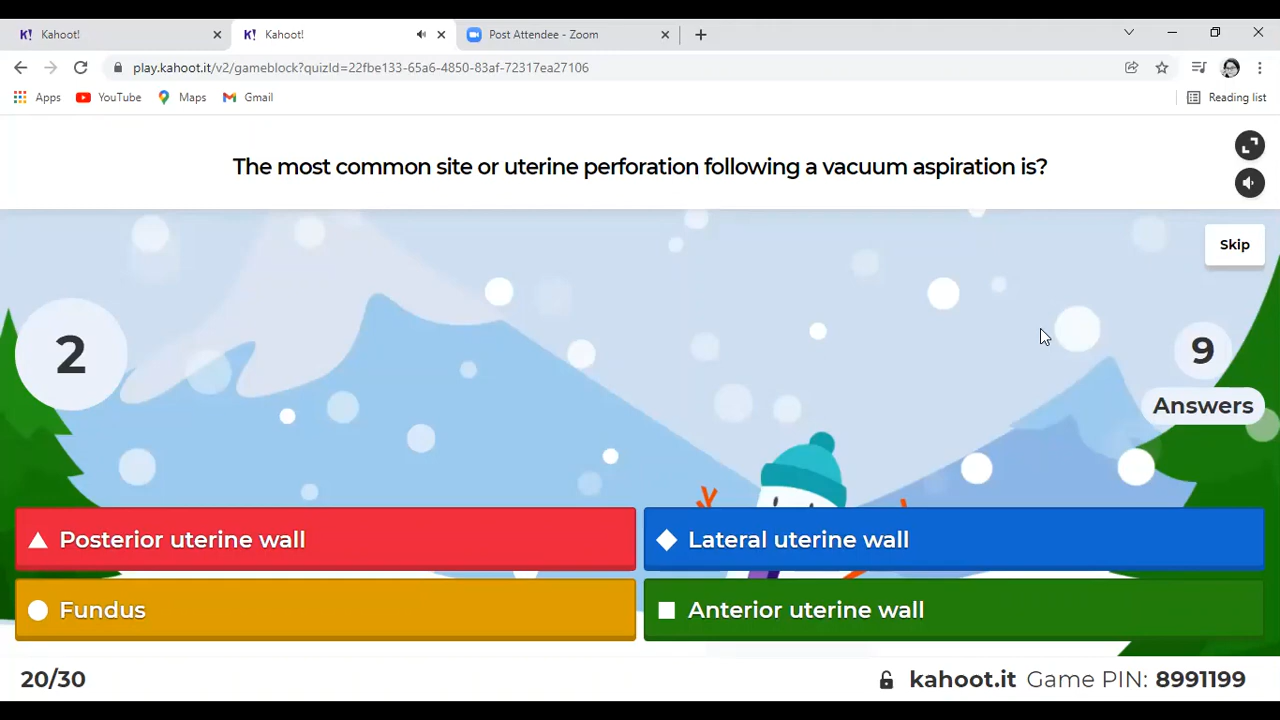 K! Kahoot!
K! Kahoot!
Post Attendee - Zoom
play.kahoot.it/v2/gameblock?quizId=22fbe133-65a6-4850-83af-72317ea27106
Apps YouTube Maps Gmail Reading list
The most common site or uterine perforation following a vacuum aspiration is?
Skip
2
9
Answers
Posterior uterine wall
Lateral uterine wall
Fundus
Anterior uterine wall
20/30
kahoot.it Game PIN: 8991199